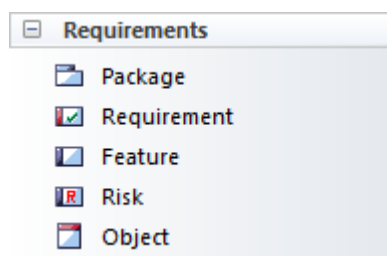 Requirements
Package
Requirement
Feature
Risk
Object